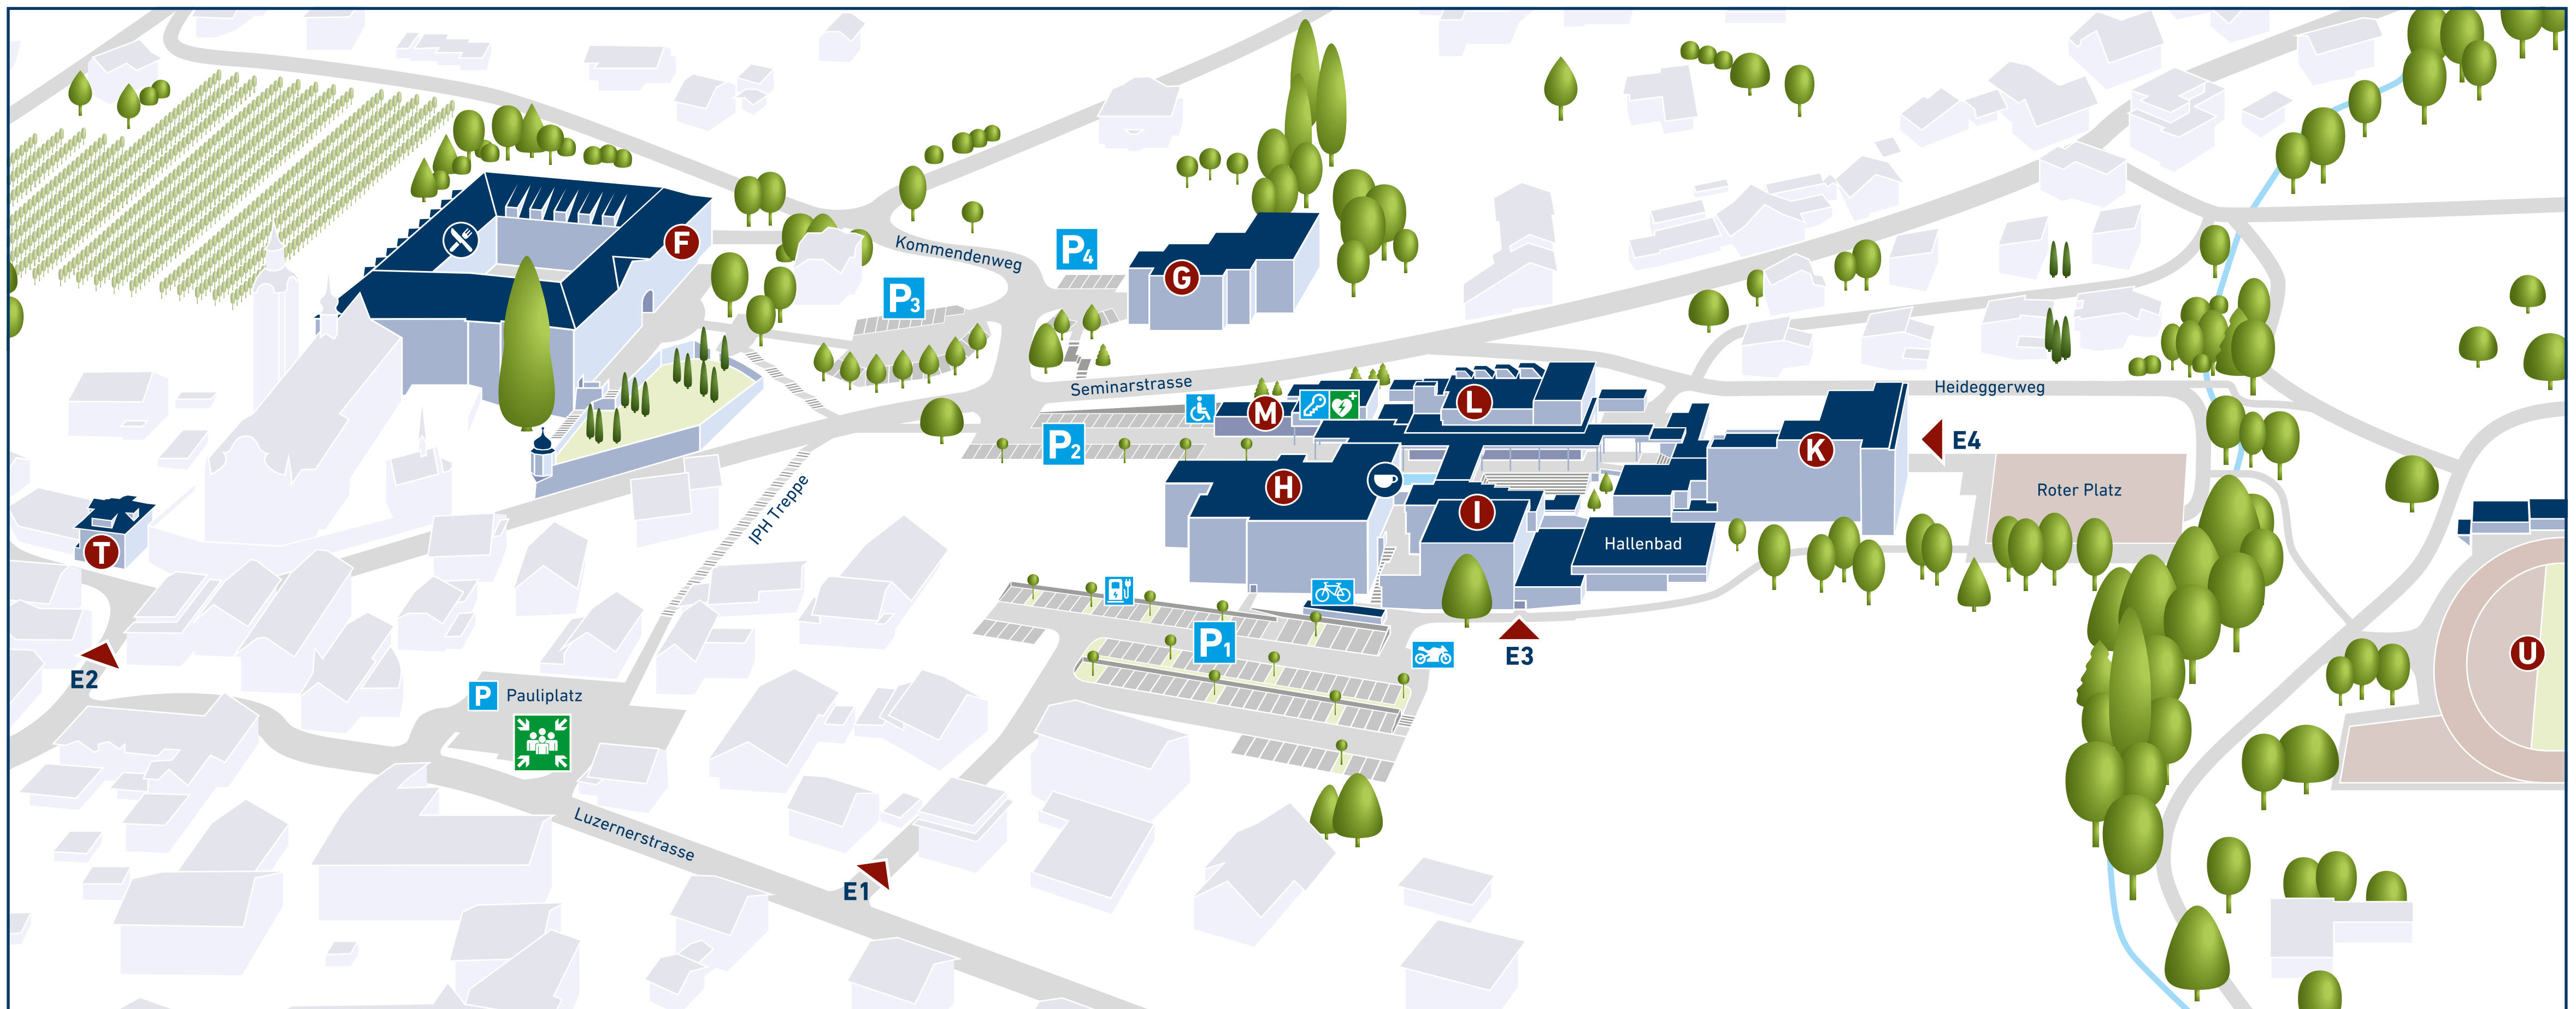 F
Kommendenweg
P4
G
P3
Seminarstrasse
L
Heideggerweg
M
P2
K
E4
H
Roter Platz
IPH Treppe
I
Hallenbad
T
P1
E3
U
E2
P Pauliplatz
Luzernerstrasse
E1